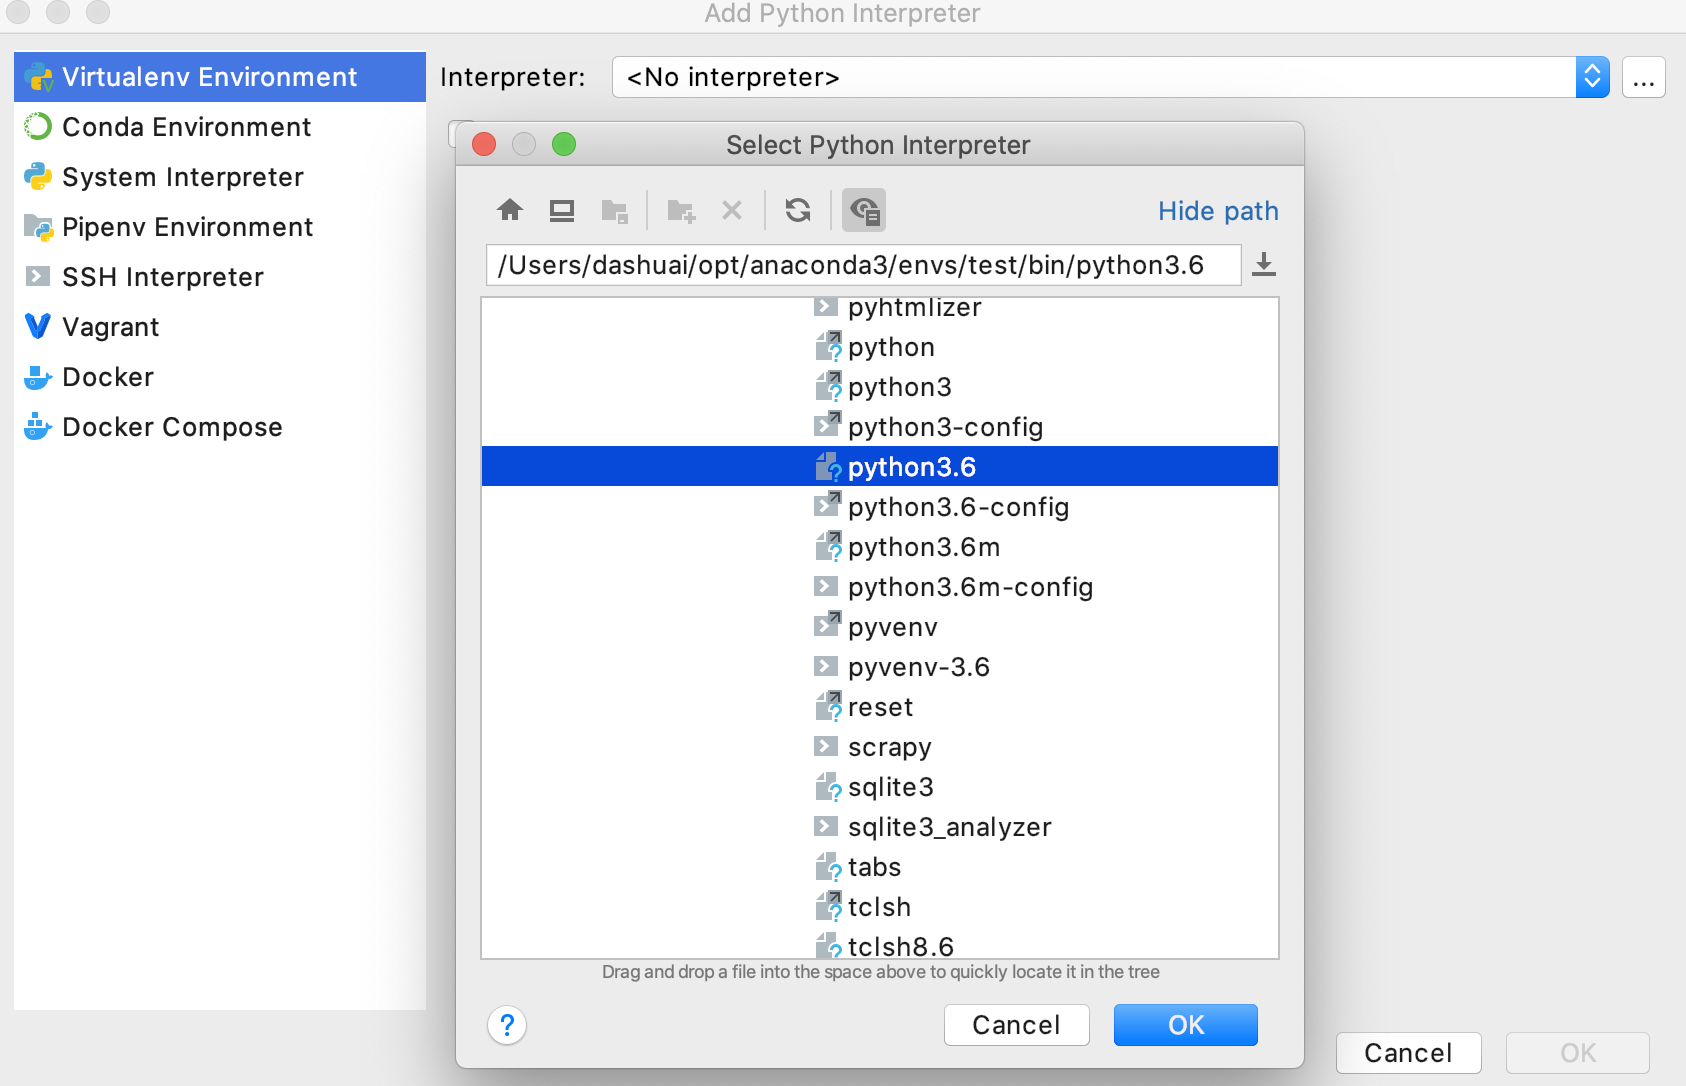 Add Python Interpreter
Virtualenv Environment
Conda Environment
System Interpreter
Pipenv Environment
SSH Interpreter
Vagrant
Docker
Docker Compose
Interpreter: <No interpreter> ...
Select Python Interpreter
Hide path
/Users/dashuai/opt/anaconda3/envs/test/bin/python3.6
pyhtmlizer
python
python3
python3-config
python3.6
python3.6-config
python3.6m
python3.6m-config
pyvenv
pyvenv-3.6
reset
scrapy
sqlite3
sqlite3_analyzer
tabs
tclsh
tclsh8.6
Drag and drop a file into the space above to quickly locate it in the tree
? Cancel OK
Cancel OK